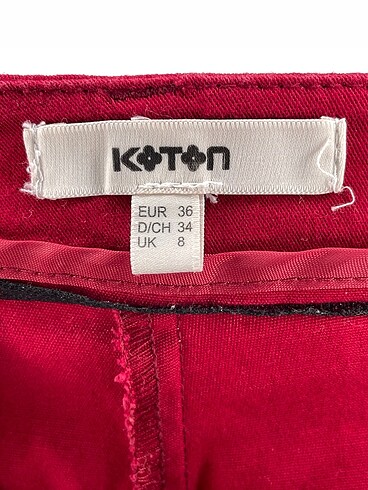 KOTON
EUR 36
D/CH 34
UK 8